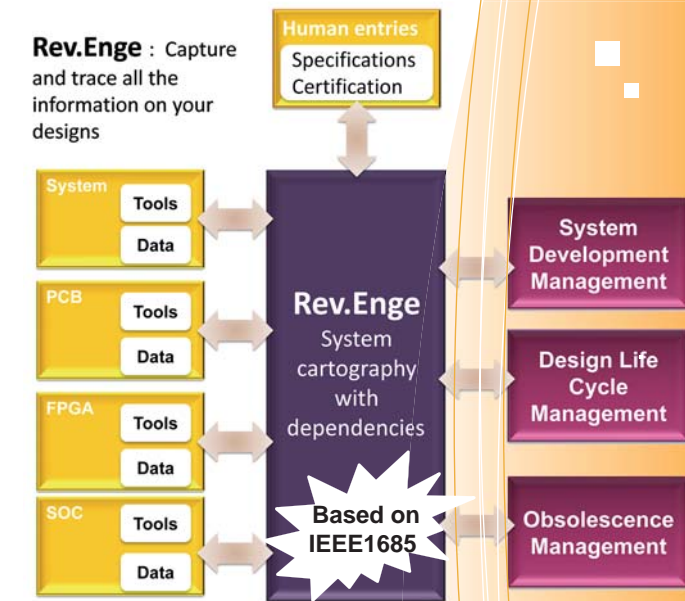 Rev.Enge : Capture
and trace all the
information on your
designs
Human entries
Specifications
Certification
System
Tools
Data
PCB
Tools
Data
FPGA
Tools
Data
SOC
Tools
Data
Rev.Enge
System
cartography
with
dependencies
Based on
IEEE1685
System
Development
Management
Design Life
Cycle
Management
Obsolescence
Management